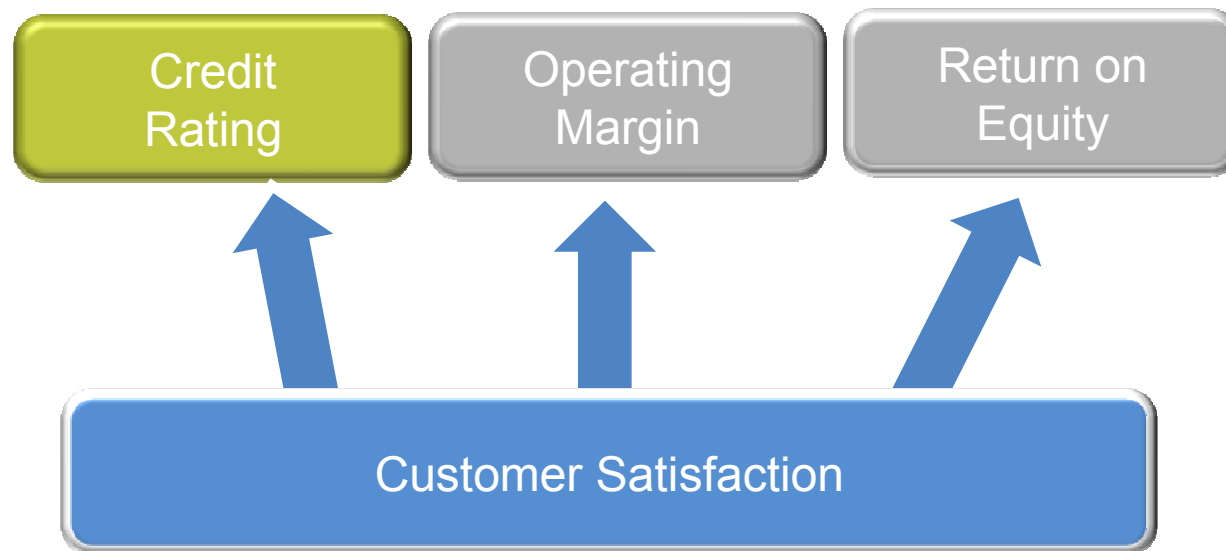 Credit
Rating
Operating
Margin
Return on
Equity
Customer Satisfaction